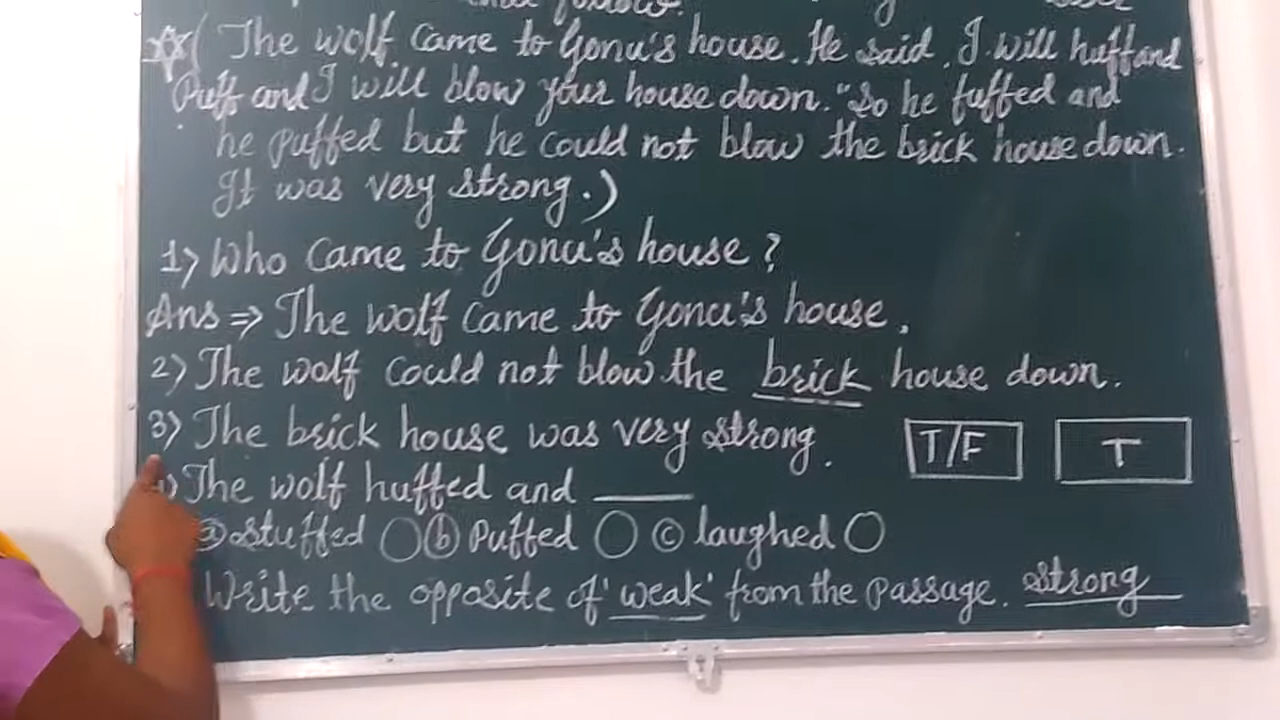 follow.
The wolf came to Gonu's house. He said, I will huff and
Puff and I will blow your house down." So he fuffed and
he puffed but he could not blow the brick house down.
It was very strong.)
1) Who came to Gonu's house?
Ans => The wolf came to Gonu's house.
2) The wolf could not blow the brick house down.
3) The brick house was very strong. T/F T
The wolf huffed and ____
(a) stuffed ◯ (b) Puffed ◯ (c) laughed ◯
Write the opposite of 'weak' from the passage. strong